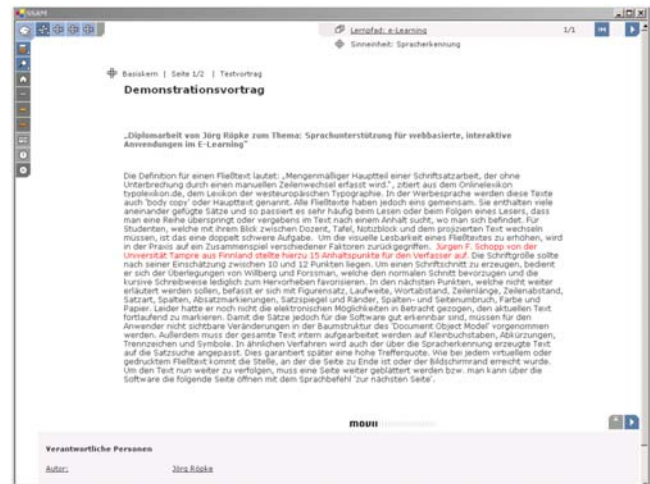 SSAM
Lernpfad: e-Learning 1/1
Sinneinheit: Spracherkennung
Basiskern | Seite 1/2 | Testvortrag
Demonstrationsvortrag
„Diplomarbeit von Jörg Röpke zum Thema: Sprachunterstützung für webbasierte, interaktive
Anwendungen im E-Learning“
Die Definition für einen Fließtext lautet: „Mengenmäßiger Hauptteil einer Schriftsatzarbeit, der ohne
Unterbrechung durch einen manuellen Zeilenwechsel erfasst wird.“, zitiert aus dem Onlinelexikon
typolexikon.de, dem Lexikon der westeuropäischen Typographie. In der Werbesprache werden diese Texte
auch 'body copy' oder Haupttext genannt. Alle Fließtexte haben jedoch eins gemeinsam. Sie enthalten viele
aneinander gefügte Sätze und so passiert es sehr häufig beim Lesen oder beim Folgen eines Lesers, dass
man eine Reihe überspringt oder vergebens im Text nach einem Anhalt sucht, wo man sich befindet. Für
Studenten, welche mit ihrem Blick zwischen Dozent, Tafel, Notizblock und dem projizierten Text wechseln
müssen, ist das eine doppelt schwere Aufgabe. Um die visuelle Lesbarkeit eines Fließtextes zu erhöhen, wird
in der Praxis auf ein Zusammenspiel verschiedener Faktoren zurückgegriffen. Jürgen F. Schopp von der
Universität Tampre aus Finnland stellte hierzu 15 Anhaltspunkte für den Verfasser auf. Die Schriftgröße sollte
nach seiner Einschätzung zwischen 10 und 12 Punkten liegen. Um einen Schriftschnitt zu erzeugen, bedient
er sich der Überlegungen von Willberg und Forssman, welche den normalen Schnitt bevorzugen und die
kursive Schreibweise lediglich zum Hervorheben favorisieren. In den nächsten Punkten, welche nicht weiter
erläutert werden sollen, befasst er sich mit Figurensatz, Laufweite, Wortabstand, Zeilenlänge, Zeilenabstand,
Satzart, Spalten, Absatzmarkierungen, Satzspiegel und Ränder, Spalten- und Seitenumbruch, Farbe und
Papier. Leider hatte er noch nicht die elektronischen Möglichkeiten in Betracht gezogen, den aktuellen Text
fortlaufend zu markieren. Damit die Sätze jedoch für die Software gut erkennbar sind, müssen für den
Anwender nicht sichtbare Veränderungen in der Baumstruktur des 'Document Object Model' vorgenommen
werden. Außerdem muss der gesamte Text intern aufgearbeitet werden auf Kleinbuchstaben, Abkürzungen,
Trennzeichen und Symbole. In ähnlichen Verfahren wird auch der über die Spracherkennung erzeugte Text
auf die Satzsuche angepasst. Dies garantiert später eine hohe Trefferquote. Wie bei jedem virtuellem oder
gedrucktem Fließtext kommt die Stelle, an der die Seite zu Ende ist oder der Bildschirmrand erreicht wurde.
Um den Text nun weiter zu verfolgen, muss eine Seite weiter geblättert werden bzw. man kann über die
Software die folgende Seite öffnen mit dem Sprachbefehl 'zur nächsten Seite'.
movii
Verantwortliche Personen
Autor: Jörg Röpke